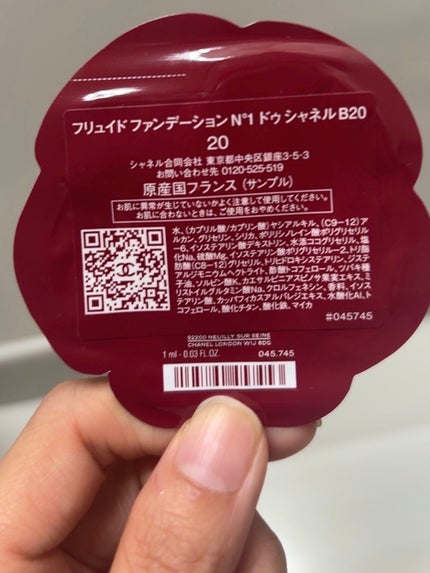 フリュイド ファンデーション N°1 ドゥ シャネル B20
20
シャネル合同会社 東京都中央区銀座3-5-3
お問い合わせ先 0120-525-519
原産国フランス (サンプル)
お肌に異常が生じていないかよく注意して使用してください。
お肌に合わないときは、ご使用をおやめください。
水、(カプリル酸/カプリン酸) ヤシアルキル、(C9-12)ア
ルカン、グリセリン、シリカ、ポリリシノレイン酸ポリグリセリル
-6、イソステアリン酸デキストリン、水添ココグリセリル、塩
化Na、硫酸Mg、イソステアリン酸ポリグリセリル-2、トリ脂
肪酸(C8-12)グリセリル、トリヒドロキシステアリン、ジステ
アルジモニウムヘクトライト、酢酸トコフェロール、ツバキ種
子油、ソルビン酸K、カエサルピニアスピノサ果実エキス、ミ
リストイルグルタミン酸Na、クロルフェネシン、香料、イソス
テアリン酸、カッパフィカスアルバレジエキス、水酸化Al、ト
コフェロール、酸化チタン、酸化鉄、マイカ
#045745
92200 NEUILLY SUR SEINE
CHANEL LONDON W1J 6DG
1 ml - 0.03 FL.OZ. 045.745